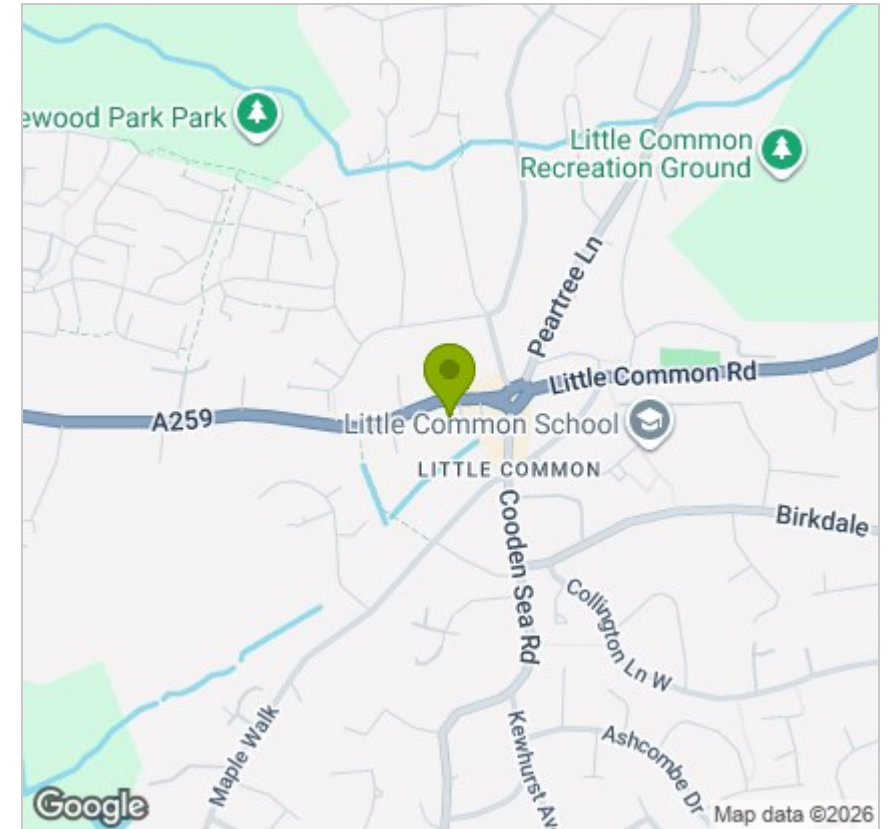 ewood Park Park
Little Common
Recreation Ground
Peartree Ln
Little Common Rd
A259
Little Common School
LITTLE COMMON
Birkdale
Cooden Sea Rd
Collington Ln W
Maple Walk
Kewhurst Av
Ashcombe Dr
Google
Map data ©2026